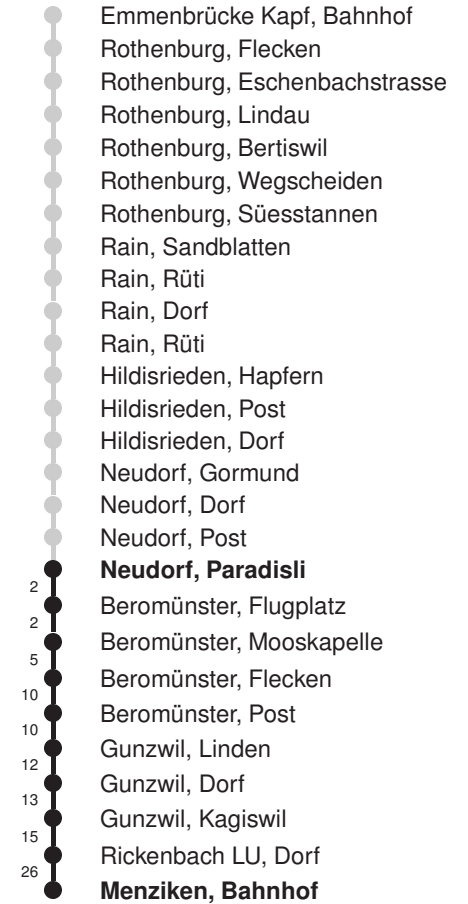 Emmenbrücke Kapf, Bahnhof
Rothenburg, Flecken
Rothenburg, Eschenbachstrasse
Rothenburg, Lindau
Rothenburg, Bertiswil
Rothenburg, Wegscheiden
Rothenburg, Süesstannen
Rain, Sandblatten
Rain, Rüti
Rain, Dorf
Rain, Rüti
Hildisrieden, Hapfern
Hildisrieden, Post
Hildisrieden, Dorf
Neudorf, Gormund
Neudorf, Dorf
Neudorf, Post
Neudorf, Paradisli
2
Beromünster, Flugplatz
2
Beromünster, Mooskapelle
5
Beromünster, Flecken
10
Beromünster, Post
10
Gunzwil, Linden
12
Gunzwil, Dorf
13
Gunzwil, Kagiswil
15
Rickenbach LU, Dorf
26
Menziken, Bahnhof